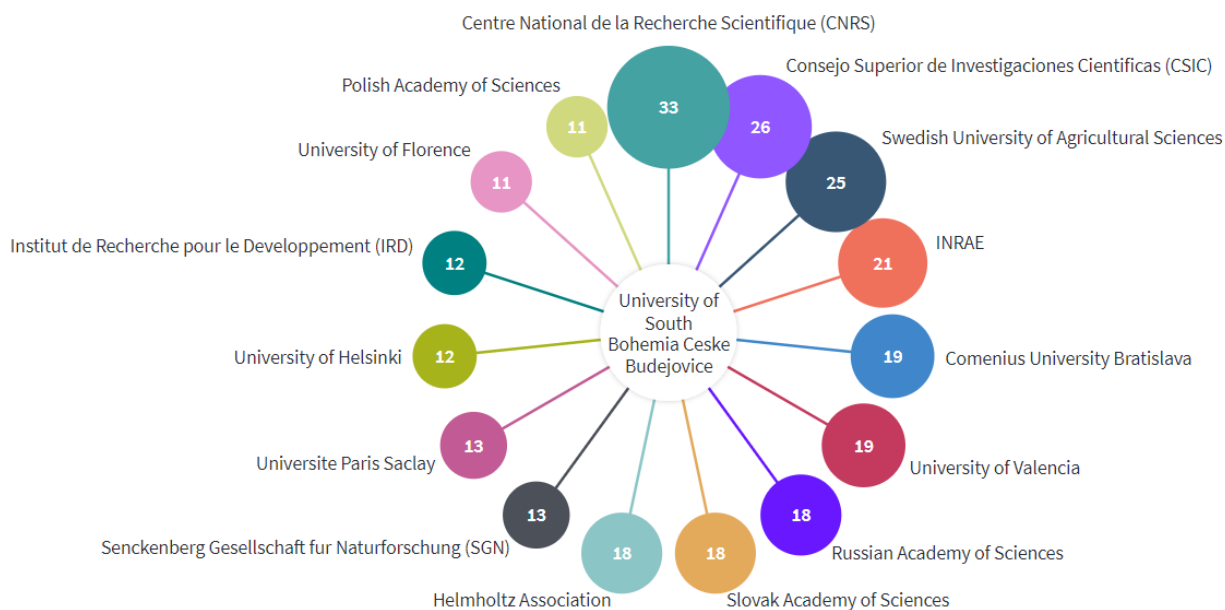 Centre National de la Recherche Scientifique (CNRS)
33
Consejo Superior de Investigaciones Cientificas (CSIC)
26
Swedish University of Agricultural Sciences
25
INRAE
21
Comenius University Bratislava
19
University of Valencia
19
Russian Academy of Sciences
18
Slovak Academy of Sciences
18
Helmholtz Association
18
Senckenberg Gesellschaft fur Naturforschung (SGN)
13
Universite Paris Saclay
13
University of Helsinki
12
Institut de Recherche pour le Developpement (IRD)
12
University of Florence
11
Polish Academy of Sciences
11
University of
South
Bohemia Ceske
Budejovice